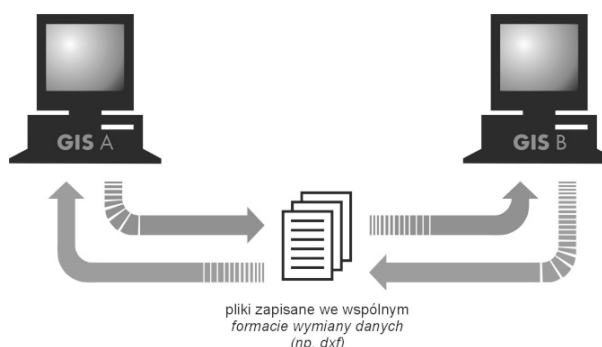 GIS A
GIS B
pliki zapisane we wspólnym
formacie wymiany danych
(np. dxf)